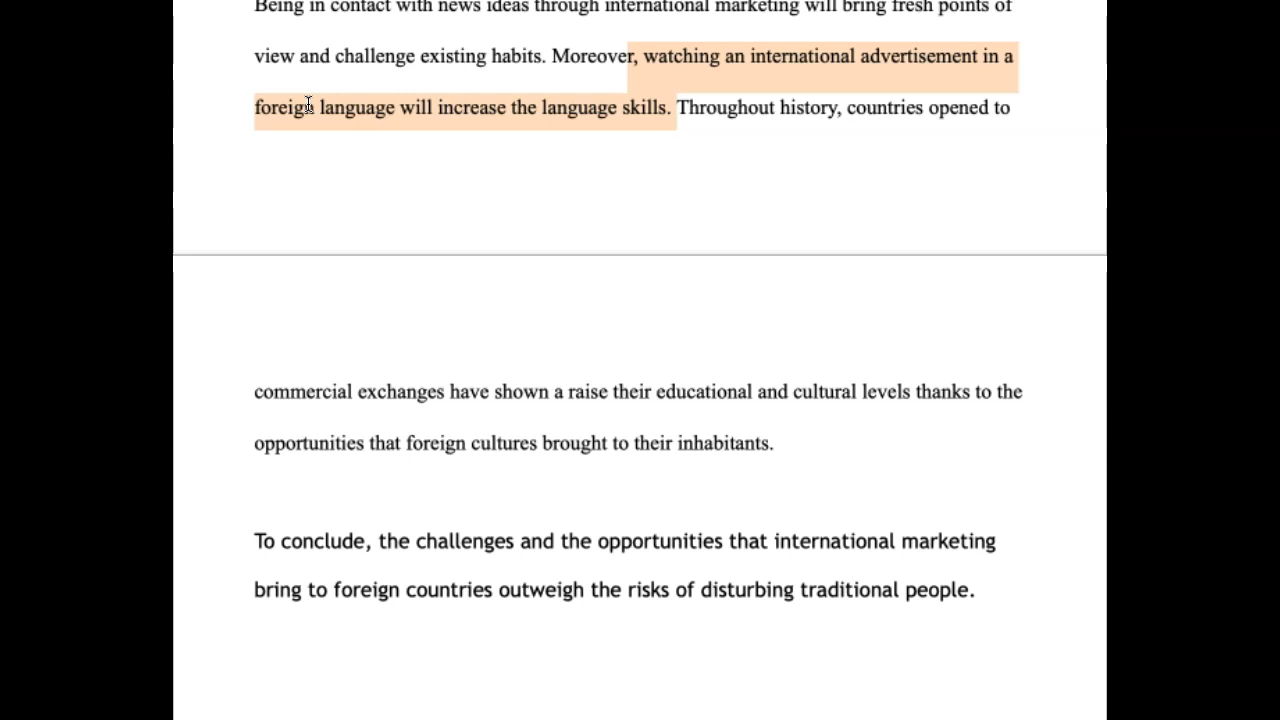 Being in contact with news ideas through international marketing will bring fresh points of
view and challenge existing habits. Moreover, watching an international advertisement in a
foreign language will increase the language skills. Throughout history, countries opened to
commercial exchanges have shown a raise their educational and cultural levels thanks to the
opportunities that foreign cultures brought to their inhabitants.
To conclude, the challenges and the opportunities that international marketing
bring to foreign countries outweigh the risks of disturbing traditional people.